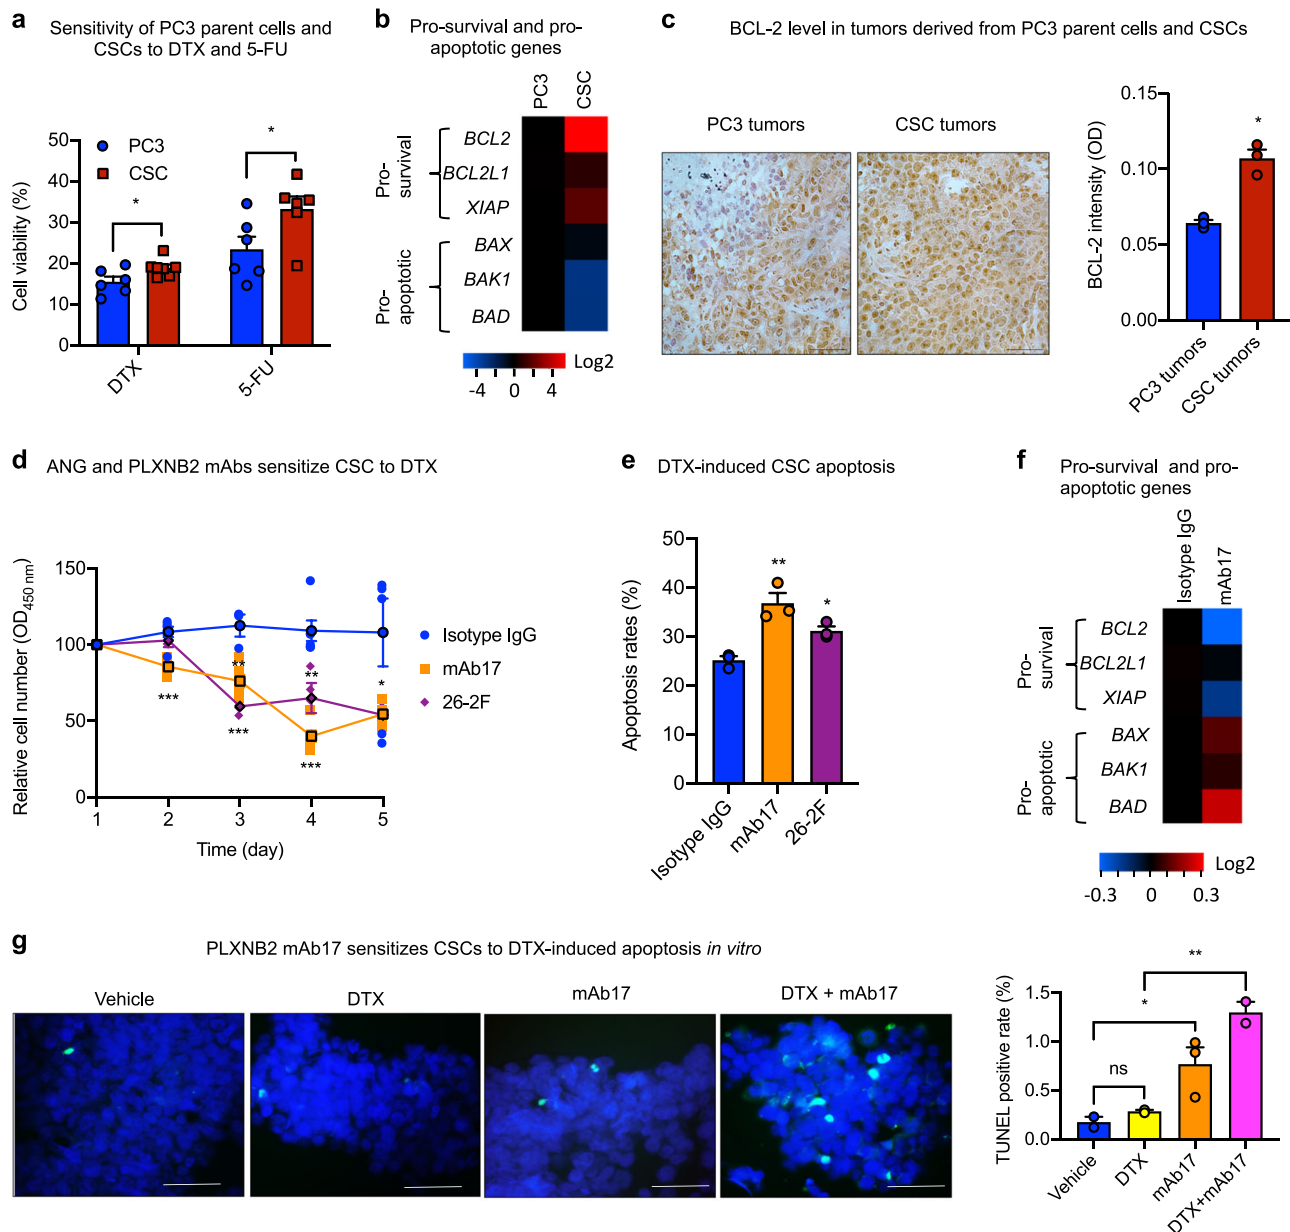 a
Sensitivity of PC3 parent cells and
CSCs to DTX and 5-FU
Cell viability (%)
50
40
30
20
10
0
PC3
CSC
*
*
DTX
5-FU
b
Pro-survival and pro-
apoptotic genes
PC3
CSC
Pro-
survival
BCL2
BCL2L1
XIAP
Pro-
apoptotic
BAX
BAK1
BAD
Log2
-4 0 4
c
BCL-2 level in tumors derived from PC3 parent cells and CSCs
PC3 tumors
CSC tumors
BCL-2 intensity (OD)
0.15
0.10
0.05
0.00
*
PC3 tumors
CSC tumors
d
ANG and PLXNB2 mAbs sensitize CSC to DTX
Relative cell number (OD450 nm)
150
100
50
0
1 2 3 4 5
Time (day)
***
**
***
**
***
*
Isotype IgG
mAb17
26-2F
e
DTX-induced CSC apoptosis
Apoptosis rates (%)
50
40
30
20
10
0
**
*
Isotype IgG
mAb17
26-2F
f
Pro-survival and pro-
apoptotic genes
Isotype IgG
mAb17
Pro-
survival
BCL2
BCL2L1
XIAP
Pro-
apoptotic
BAX
BAK1
BAD
Log2
-0.3 0 0.3
g
PLXNB2 mAb17 sensitizes CSCs to DTX-induced apoptosis in vitro
Vehicle
DTX
mAb17
DTX + mAb17
TUNEL positive rate (%)
1.5
1.0
0.5
0.0
ns
*
**
Vehicle
DTX
mAb17
DTX+mAb17